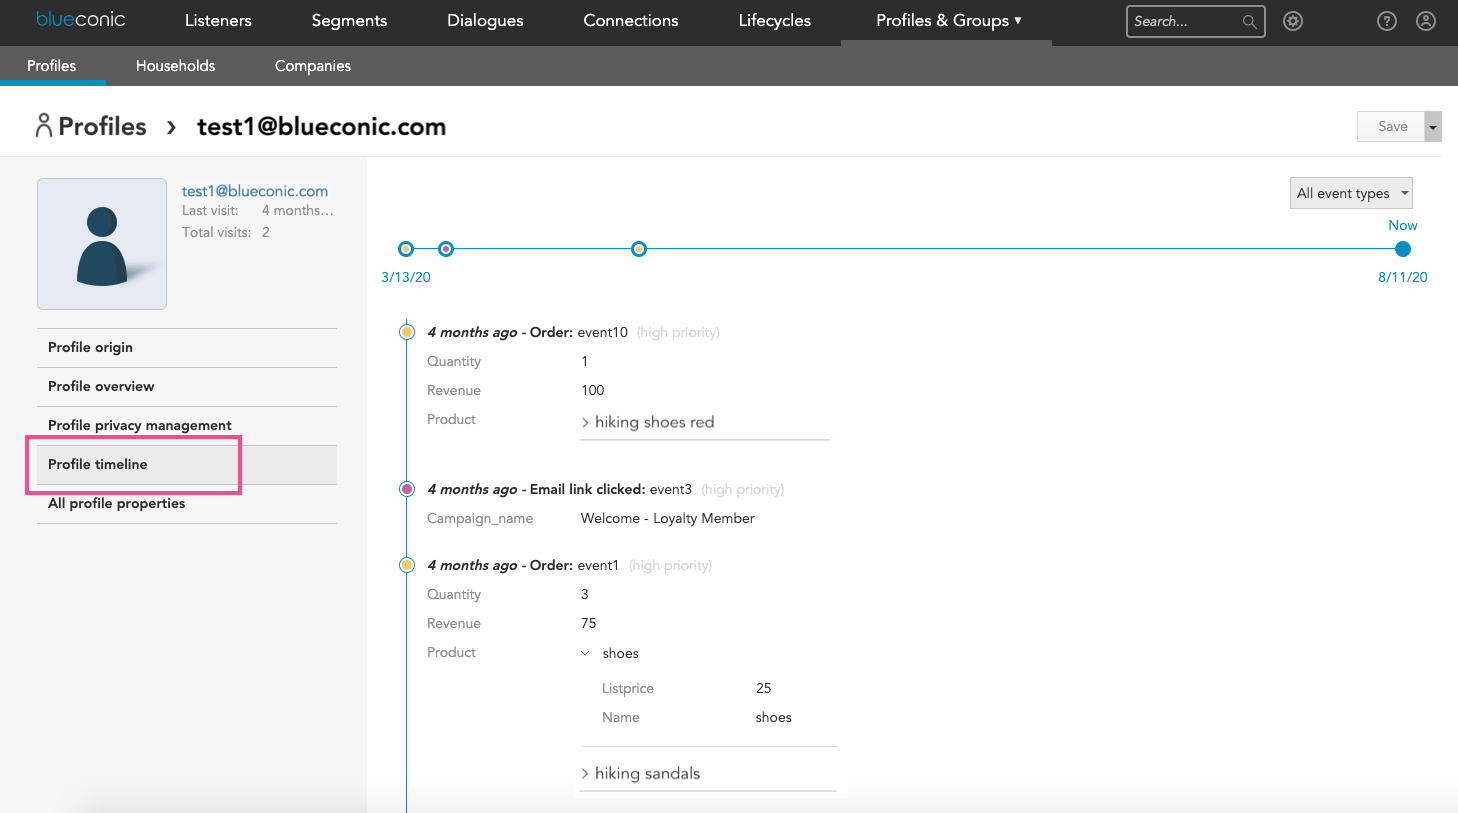 blueconic Listeners Segments Dialogues Connections Lifecycles Profiles & Groups ▾ Search...
Profiles Households Companies
Profiles › test1@blueconic.com Save
test1@blueconic.com
Last visit: 4 months...
Total visits: 2
Profile origin
Profile overview
Profile privacy management
Profile timeline
All profile properties
All event types
Now
3/13/20 8/11/20
4 months ago - Order: event10 (high priority)
Quantity 1
Revenue 100
Product > hiking shoes red
4 months ago - Email link clicked: event3 (high priority)
Campaign_name Welcome - Loyalty Member
4 months ago - Order: event1 (high priority)
Quantity 3
Revenue 75
Product shoes
Listprice 25
Name shoes
> hiking sandals